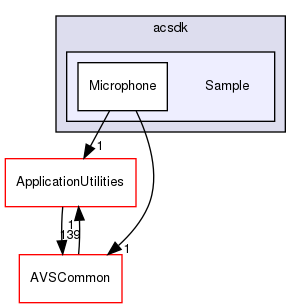 acsdk
Microphone
Sample
1
ApplicationUtilities
1
139
AVSCommon
1